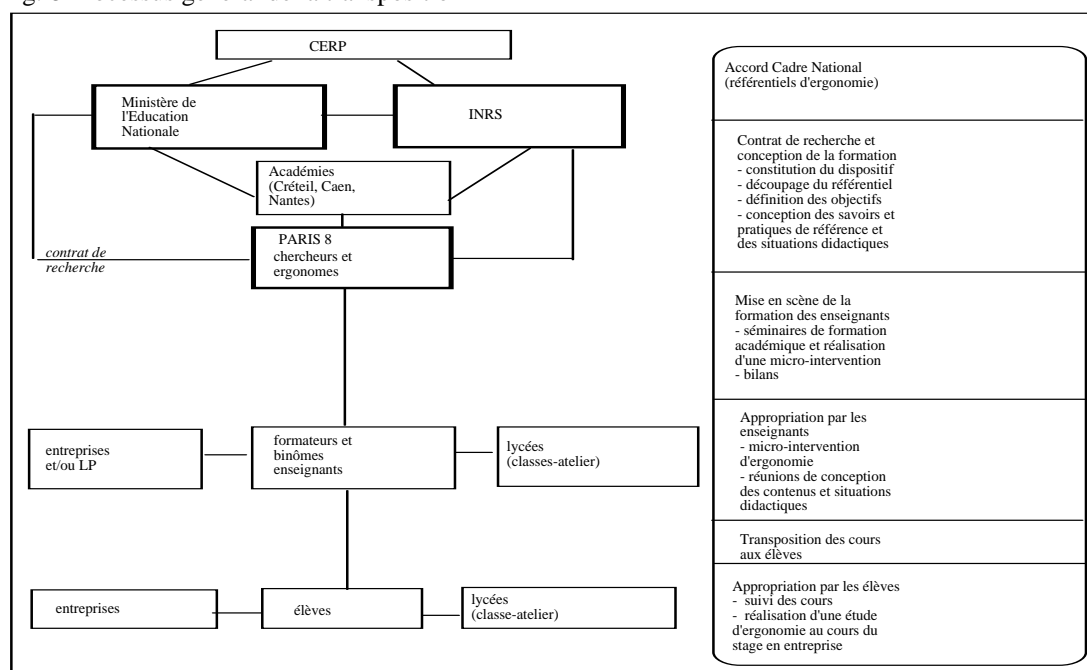 CERP
Ministère de
l'Education
Nationale
INRS
Académies
(Créteil, Caen,
Nantes)
PARIS 8
chercheurs et
ergonomes
contrat de
recherche
formateurs et
binômes
enseignants
entreprises
et/ou LP
lycées
(classes-atelier)
entreprises
élèves
lycées
(classe-atelier)
Accord Cadre National
(référentiels d'ergonomie)
Contrat de recherche et
conception de la formation
- constitution du dispositif
- découpage du référentiel
- définition des objectifs
- conception des savoirs et
pratiques de référence et
des situations didactiques
Mise en scène de la
formation des enseignants
- séminaires de formation
académique et réalisation
d'une micro-intervention
- bilans
Appropriation par les
enseignants
- micro-intervention
d'ergonomie
- réunions de conception
des contenus et situations
didactiques
Transposition des cours
aux élèves
Appropriation par les élèves
- suivi des cours
- réalisation d'une étude
d'ergonomie au cours du
stage en entreprise